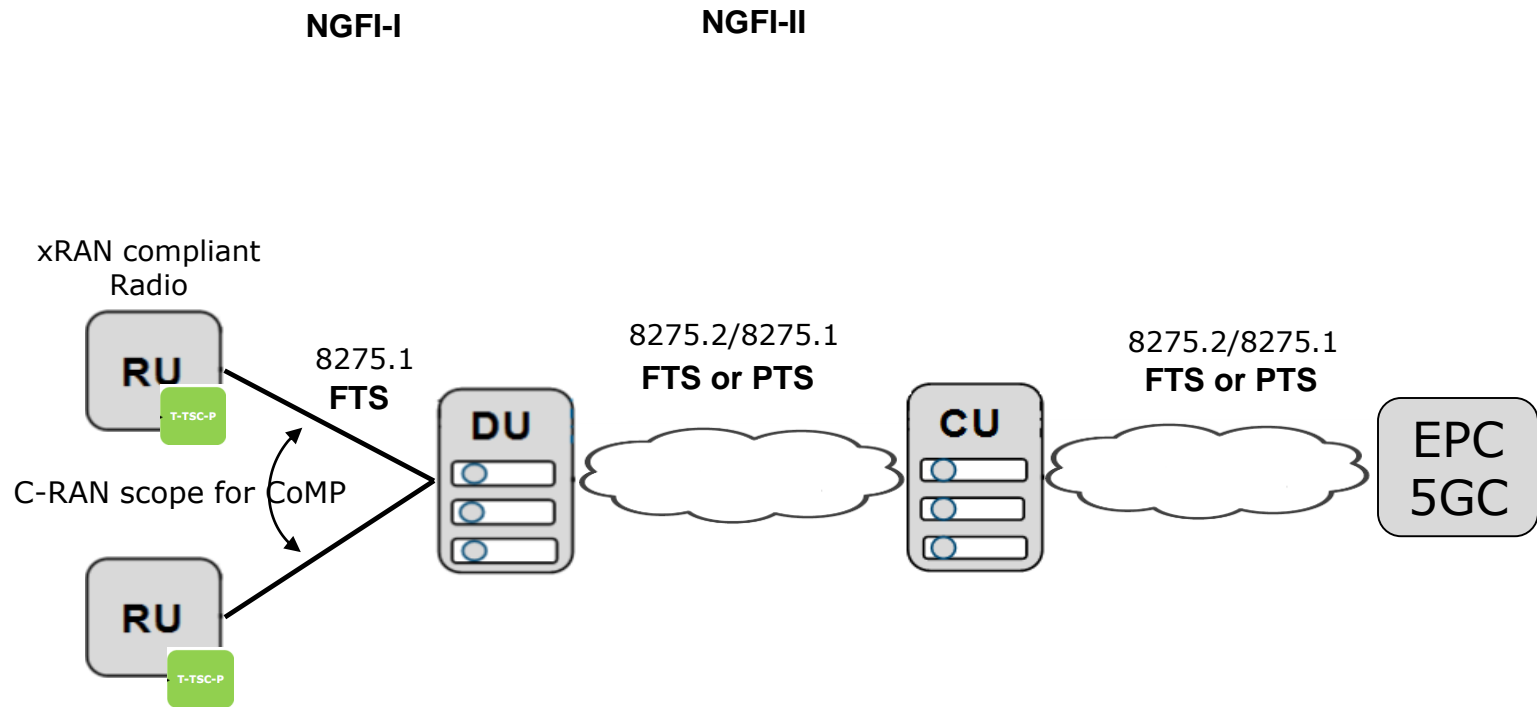 NGFI-I
NGFI-II
xRAN compliant
Radio
RU
T-TSC-P
8275.1
FTS
C-RAN scope for CoMP
RU
T-TSC-P
DU
8275.2/8275.1
FTS or PTS
CU
8275.2/8275.1
FTS or PTS
EPC
5GC